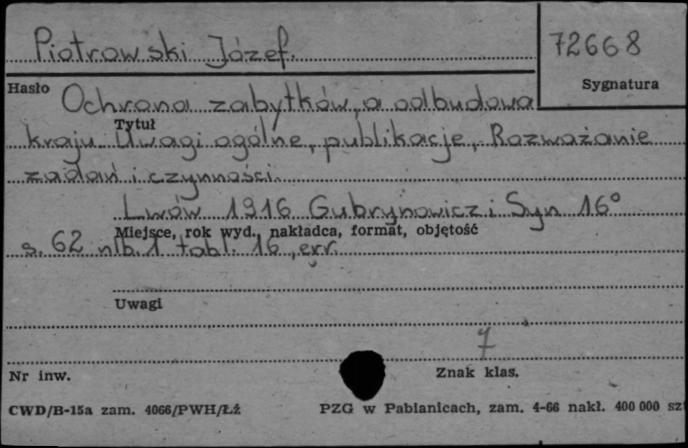 Piotrowski Józef.
72668
Hasło
Sygnatura
Ochrona zabytków, a odbudowa
Tytuł
kraju Uwagi ogólne, publikacje, Rozważanie
zadań i czynności.
Lwów 1916 Gubrynowicz i Syn 16°
Miejsce, rok wyd., nakładca, format, objętość
s. 62 nlb. 1 tabl. 16, err.
Uwagi
7
Nr inw.
Znak klas.
CWD/B-15a zam. 4066/PWH/Łż
PZG w Pabianicach, zam. 4-66 nakł. 400 000 szt